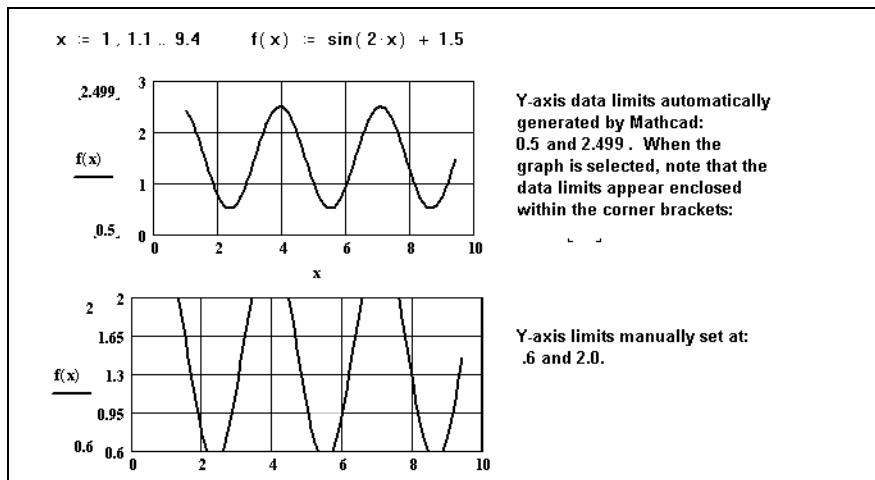 x := 1 , 1.1 .. 9.4 f( x ) := sin( 2·x ) + 1.5
2.499
f(x)
0.5
3
2
1
0
0 2 4 6 8 10
x
Y-axis data limits automatically
generated by Mathcad:
0.5 and 2.499 . When the
graph is selected, note that the
data limits appear enclosed
within the corner brackets:
2
f(x)
0.6
2
1.65
1.3
0.95
0.6
0 2 4 6 8 10
Y-axis limits manually set at:
.6 and 2.0.